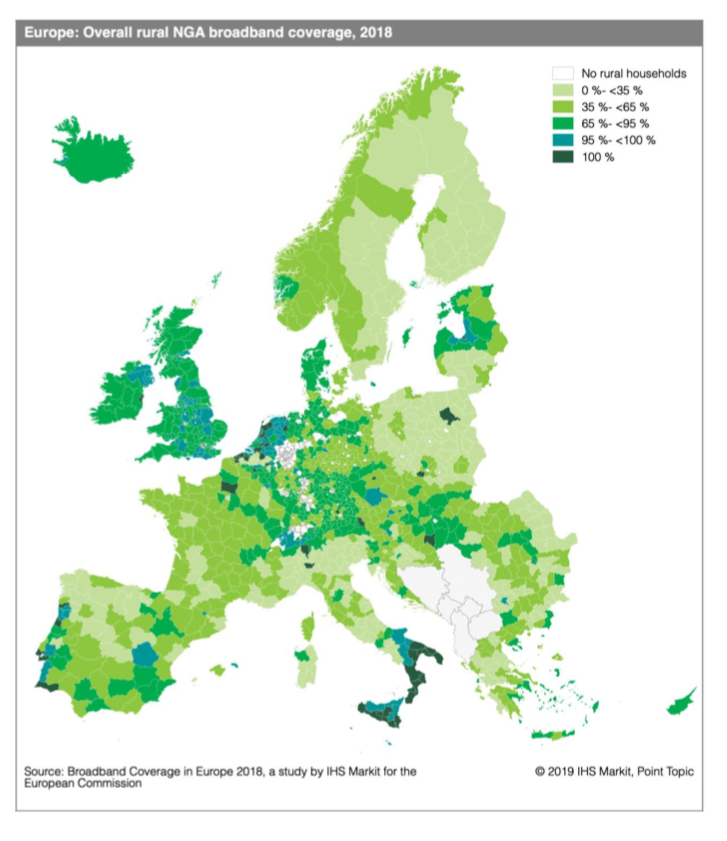 Europe: Overall rural NGA broadband coverage, 2018
No rural households
0 %- <35 %
35 %- <65 %
65 %- <95 %
95 %- <100 %
100 %
Source: Broadband Coverage in Europe 2018, a study by IHS Markit for the
European Commission
© 2019 IHS Markit, Point Topic